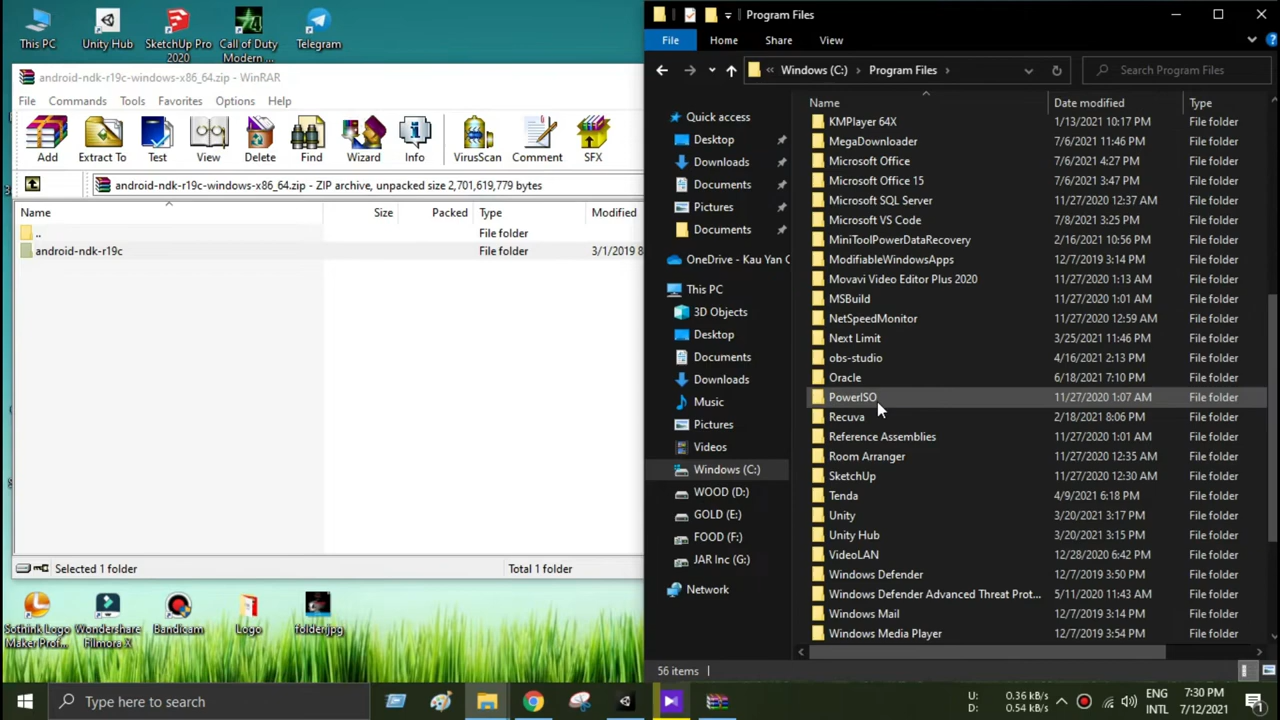 This PC
Unity Hub
SketchUp Pro
2020
Call of Duty
Modern ...
Telegram
android-ndk-r19c-windows-x86_64.zip - WinRAR
File Commands Tools Favorites Options Help
Add Extract To Test View Delete Find Wizard Info VirusScan Comment SFX
android-ndk-r19c-windows-x86_64.zip - ZIP archive, unpacked size 2,701,619,779 bytes
Name Size Packed Type Modified
.. File folder
android-ndk-r19c File folder 3/1/2019 8
Selected 1 folder Total 1 folder
Sothink Logo
Maker Prof...
Wondershare
Filmora X
Bandicam
Logo
folder.jpg
Program Files
File Home Share View
« Windows (C:) > Program Files > Search Program Files
Quick access
Desktop
Downloads
Documents
Pictures
Documents
OneDrive - Kau Yan C
This PC
3D Objects
Desktop
Documents
Downloads
Music
Pictures
Videos
Windows (C:)
WOOD (D:)
GOLD (E:)
FOOD (F:)
JAR Inc (G:)
Network
Name Date modified Type
KMPlayer 64X 1/13/2021 10:17 PM File folder
MegaDownloader 7/6/2021 11:46 PM File folder
Microsoft Office 7/6/2021 4:27 PM File folder
Microsoft Office 15 7/6/2021 3:47 PM File folder
Microsoft SQL Server 11/27/2020 12:37 AM File folder
Microsoft VS Code 7/8/2021 3:25 PM File folder
MiniToolPowerDataRecovery 2/16/2021 10:56 PM File folder
ModifiableWindowsApps 12/7/2019 3:14 PM File folder
Movavi Video Editor Plus 2020 11/27/2020 1:13 AM File folder
MSBuild 11/27/2020 1:01 AM File folder
NetSpeedMonitor 11/27/2020 12:59 AM File folder
Next Limit 3/25/2021 11:46 PM File folder
obs-studio 4/16/2021 2:13 PM File folder
Oracle 6/18/2021 7:10 PM File folder
PowerISO 11/27/2020 1:07 AM File folder
Recuva 2/18/2021 8:06 PM File folder
Reference Assemblies 11/27/2020 1:01 AM File folder
Room Arranger 11/27/2020 12:35 AM File folder
SketchUp 11/27/2020 12:30 AM File folder
Tenda 4/9/2021 6:18 PM File folder
Unity 3/20/2021 3:17 PM File folder
Unity Hub 3/20/2021 3:15 PM File folder
VideoLAN 12/28/2020 6:42 PM File folder
Windows Defender 12/7/2019 3:50 PM File folder
Windows Defender Advanced Threat Prot... 5/11/2020 11:43 AM File folder
Windows Mail 12/7/2019 3:14 PM File folder
Windows Media Player 12/7/2019 3:54 PM File folder
56 items
Type here to search
U: 0.36 kB/s
D: 0.54 kB/s
ENG
INTL
7:30 PM
7/12/2021
1